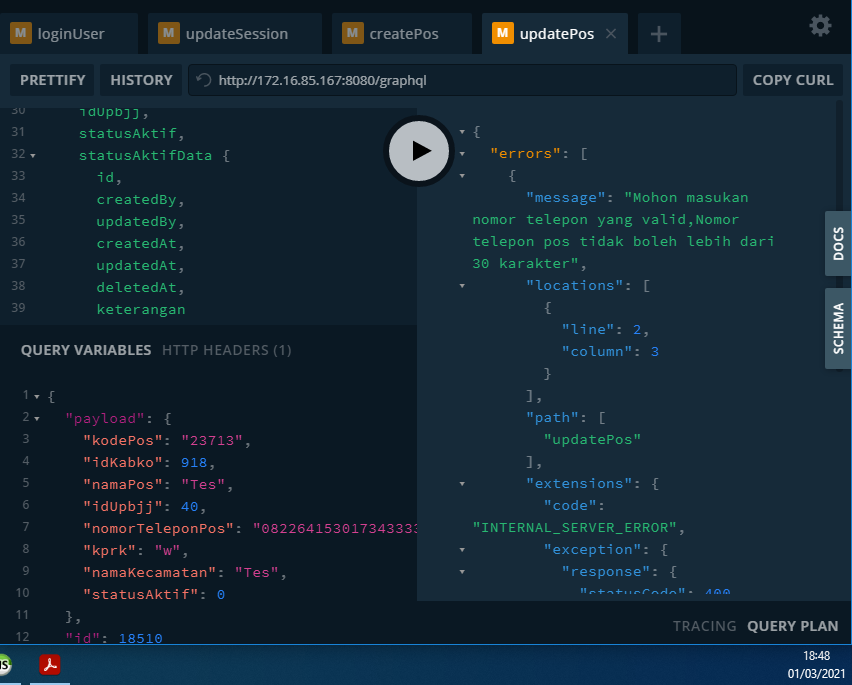 M loginUser
M updateSession
M createPos
M updatePos
PRETTIFY
HISTORY
http://172.16.85.167:8080/graphql
COPY CURL
30 idUpbjj,
31 statusAktif,
32 statusAktifData {
33 id,
34 createdBy,
35 updatedBy,
36 createdAt,
37 updatedAt,
38 deletedAt,
39 keterangan
QUERY VARIABLES HTTP HEADERS (1)
1 {
2 "payload": {
3 "kodePos": "23713",
4 "idKabko": 918,
5 "namaPos": "Tes",
6 "idUpbjj": 40,
7 "nomorTeleponPos": "082264153017343333
8 "kprk": "w",
9 "namaKecamatan": "Tes",
10 "statusAktif": 0
11 },
12 "id": 18510
{
"errors": [
{
"message": "Mohon masukan
nomor telepon yang valid,Nomor
telepon pos tidak boleh lebih dari
30 karakter",
"locations": [
{
"line": 2,
"column": 3
}
],
"path": [
"updatePos"
],
"extensions": {
"code":
"INTERNAL_SERVER_ERROR",
"exception": {
"response": {
"statusCode": 400
DOCS
SCHEMA
TRACING QUERY PLAN
18:48
01/03/2021